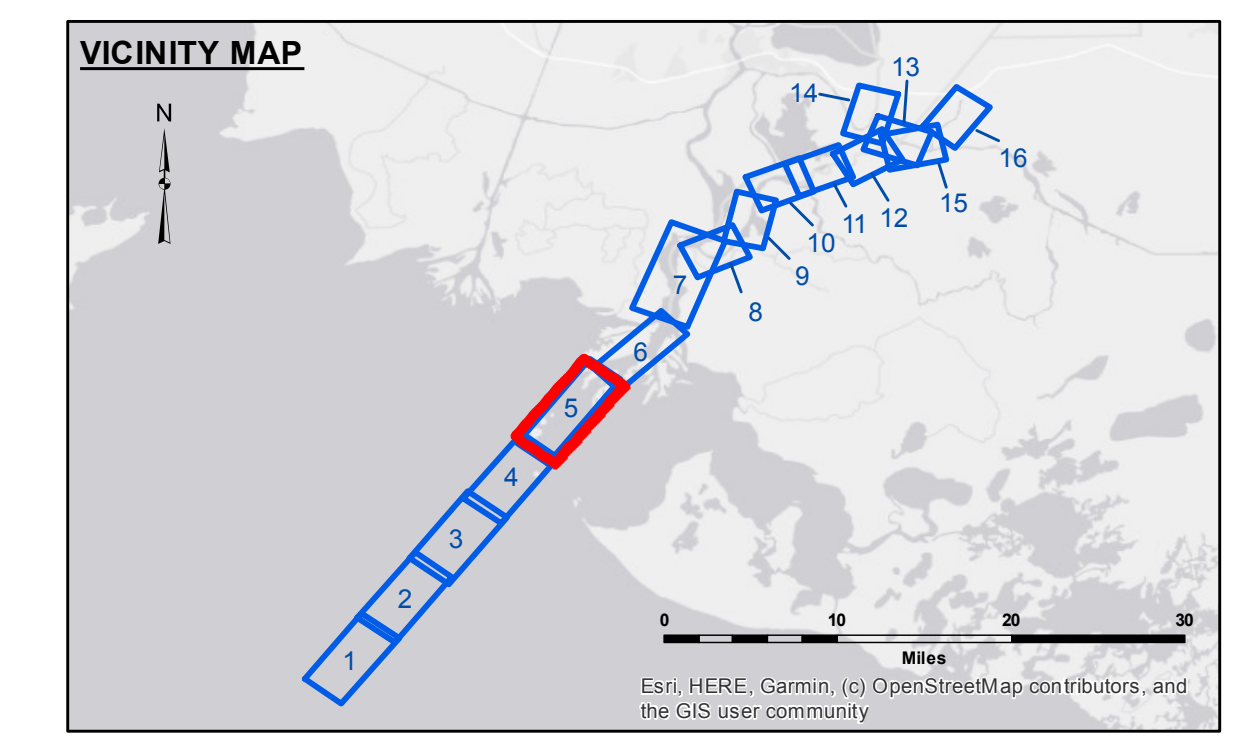 VICINITY MAP
N
13
14
16
15
12
11
10
9
8
7
6
5
4
3
2
1
0 10 20 30
Miles
Esri, HERE, Garmin, (c) OpenStreetMap contributors, and
the GIS user community